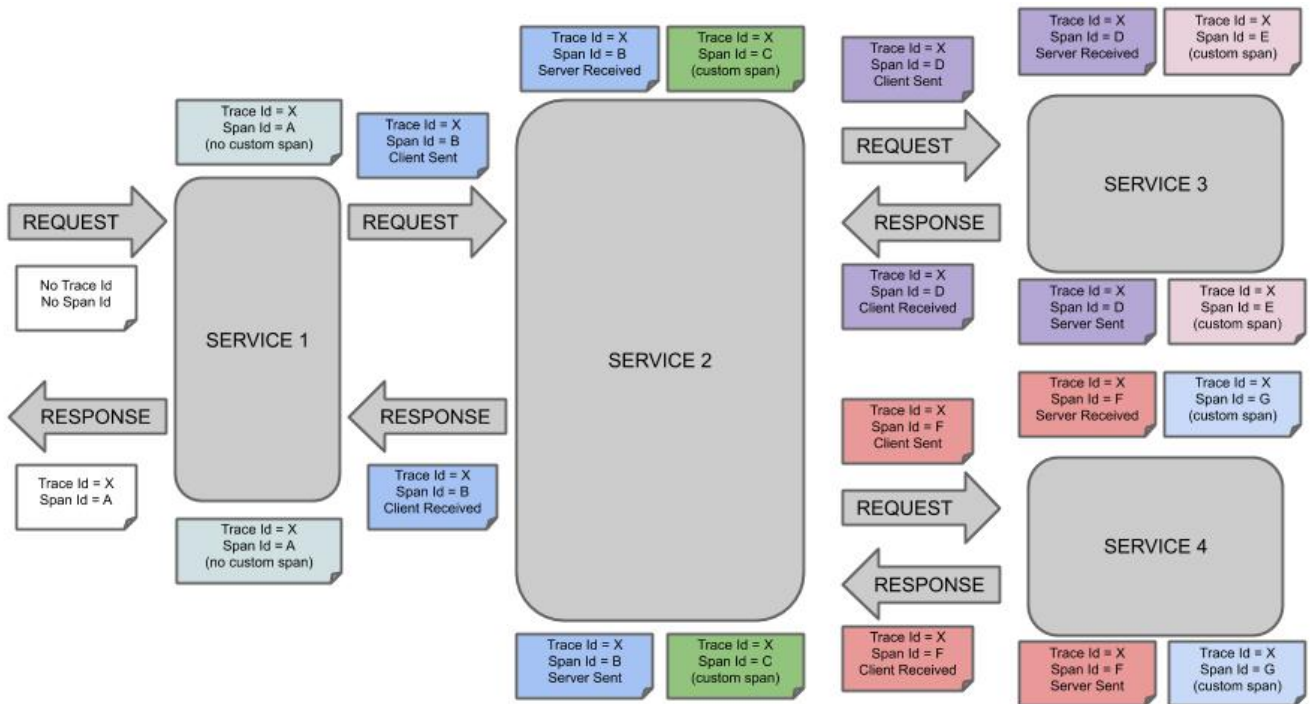 Trace Id = X
Span Id = B
Server Received
Trace Id = X
Span Id = C
(custom span)
Trace Id = X
Span Id = D
Client Sent
Trace Id = X
Span Id = D
Server Received
Trace Id = X
Span Id = E
(custom span)
Trace Id = X
Span Id = A
(no custom span)
Trace Id = X
Span Id = B
Client Sent
REQUEST
REQUEST
REQUEST
SERVICE 3
RESPONSE
No Trace Id
No Span Id
Trace Id = X
Span Id = D
Client Received
Trace Id = X
Span Id = D
Server Sent
Trace Id = X
Span Id = E
(custom span)
SERVICE 1
SERVICE 2
RESPONSE
RESPONSE
Trace Id = X
Span Id = F
Client Sent
Trace Id = X
Span Id = F
Server Received
Trace Id = X
Span Id = G
(custom span)
Trace Id = X
Span Id = A
Trace Id = X
Span Id = B
Client Received
REQUEST
SERVICE 4
Trace Id = X
Span Id = A
(no custom span)
RESPONSE
Trace Id = X
Span Id = B
Server Sent
Trace Id = X
Span Id = C
(custom span)
Trace Id = X
Span Id = F
Client Received
Trace Id = X
Span Id = F
Server Sent
Trace Id = X
Span Id = G
(custom span)